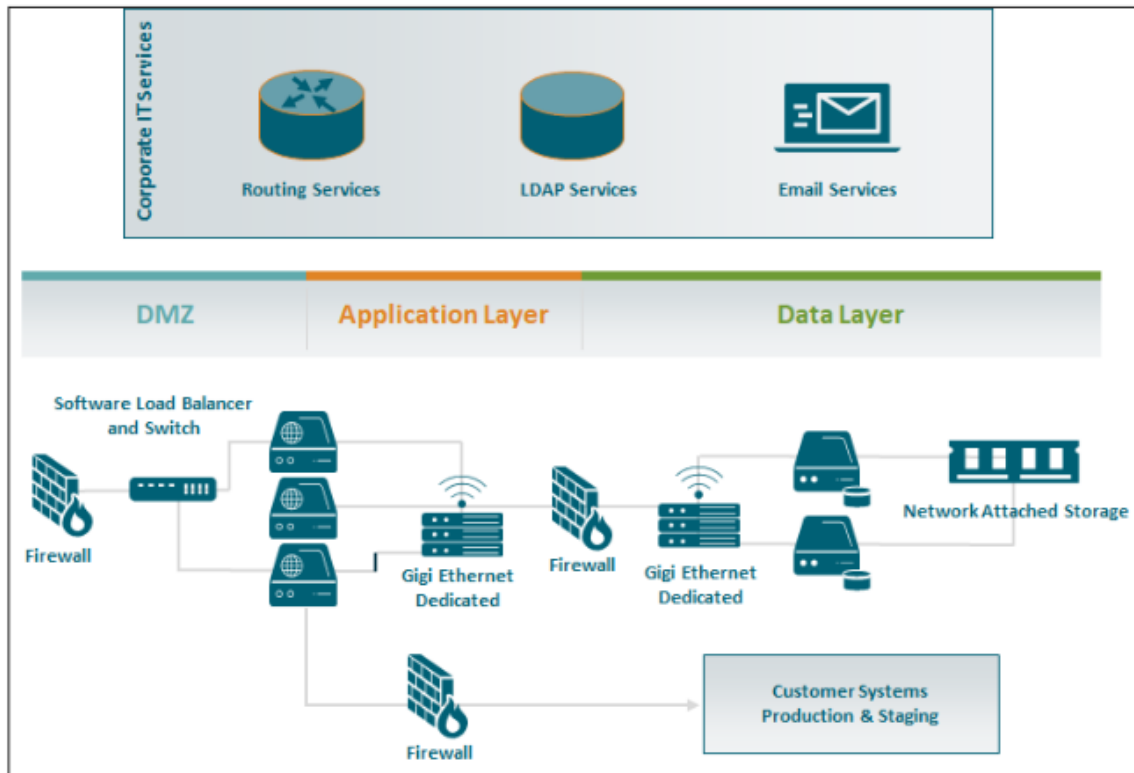 Corporate IT Services
Routing Services
LDAP Services
Email Services
DMZ
Application Layer
Data Layer
Software Load Balancer
and Switch
Firewall
Gigi Ethernet
Dedicated
Firewall
Gigi Ethernet
Dedicated
Network Attached Storage
Firewall
Customer Systems
Production & Staging